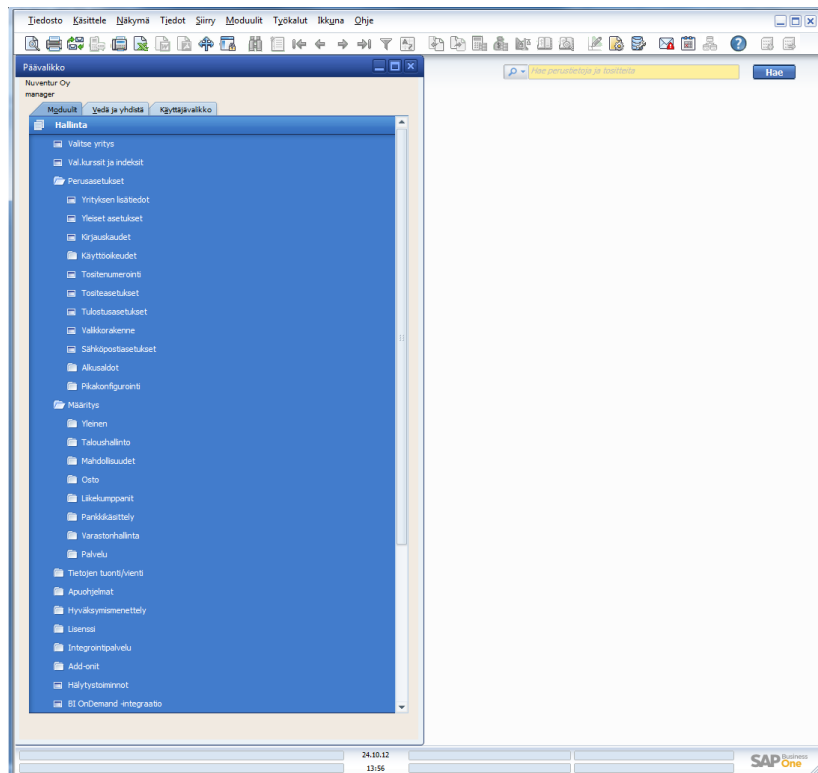 Tiedosto Käsittele Näkymä Tiedot Siirry Moduulit Työkalut Ikkuna Ohje
Päävalikko
Hae perustietoja ja tositteita
Hae
Nuventur Oy
manager
Moduulit Vedä ja yhdistä Käyttäjävalikko
Hallinta
Valitse yritys
Val.kurssit ja indeksit
Perusasetukset
Yrityksen lisätiedot
Yleiset asetukset
Kirjauskaudet
Käyttöoikeudet
Tositenumerointi
Tositeasetukset
Tulostusasetukset
Valikkorakenne
Sähköpostiasetukset
Alkusaldot
Pikakonfigurointi
Määritys
Yleinen
Taloushallinto
Mahdollisuudet
Osto
Liikekumppanit
Pankkikäsittely
Varastonhallinta
Palvelu
Tietojen tuonti/vienti
Apuohjelmat
Hyväksymismenettely
Lisenssi
Integrointipalvelu
Add-onit
Hälytystoiminnot
BI OnDemand -integraatio
24.10.12
13:56
SAP Business One